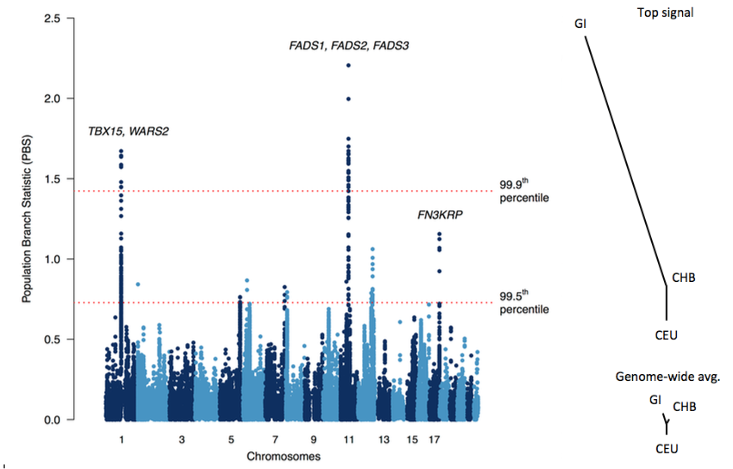 Top signal
GI
2.5
FADS1, FADS2, FADS3
2.0
TBX15, WARS2
1.5
99.9th
percentile
FN3KRP
1.0
CHB
99.5th
percentile
CEU
0.5
Genome-wide avg.
GI
CHB
0.0
CEU
Population Branch Statistic (PBS)
1 3 5 7 9 11 13 15 17
Chromosomes